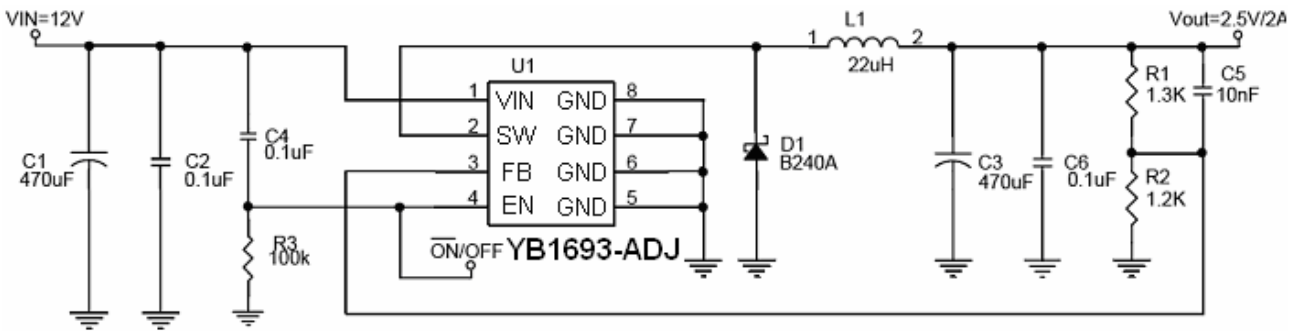 VIN=12V
L1
1
2
22uH
Vout=2.5V/2A
U1
1
VIN
GND
8
2
SW
GND
7
3
FB
GND
6
4
EN
GND
5
C1
470uF
C2
0.1uF
C4
0.1uF
R3
100k
ON/OFF
YB1693-ADJ
D1
B240A
C3
470uF
C6
0.1uF
R1
1.3K
C5
10nF
R2
1.2K